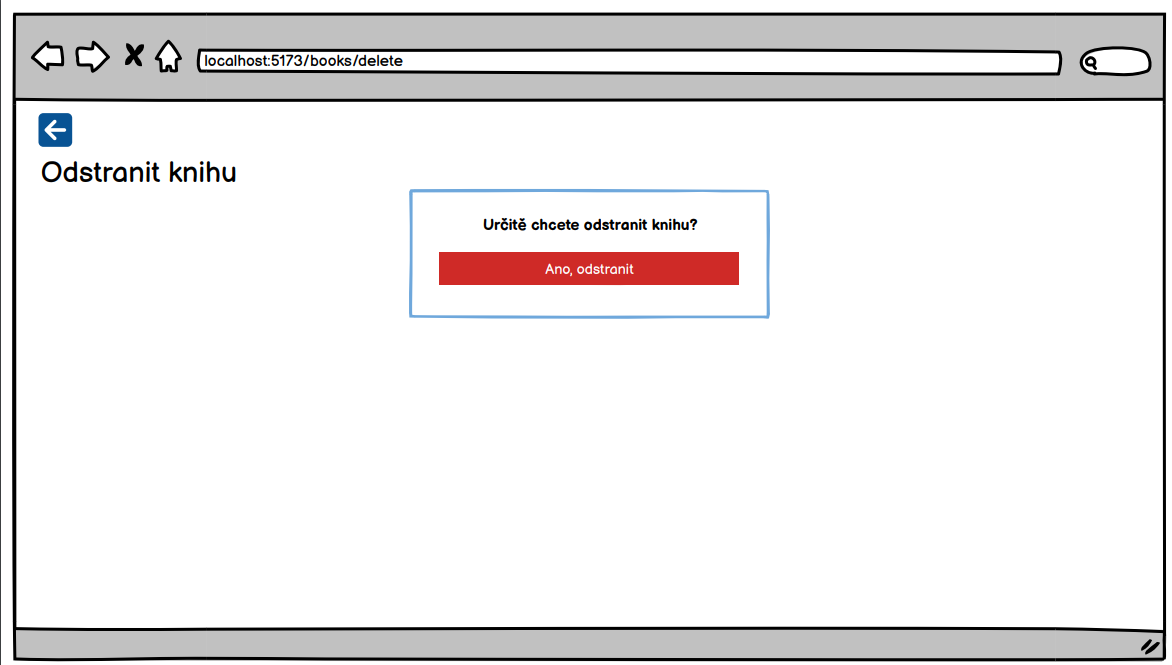 localhost:5173/books/delete
Odstranit knihu
Určitě chcete odstranit knihu?
Ano, odstranit